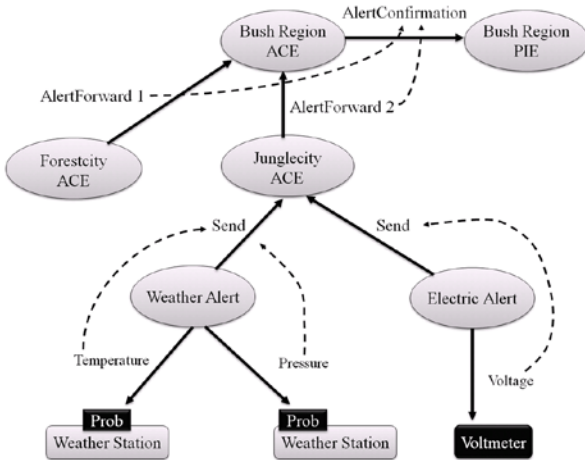 AlertConfirmation
Bush Region
ACE
Bush Region
PIE
AlertForward 1
AlertForward 2
Forestcity
ACE
Junglecity
ACE
Send
Send
Weather Alert
Electric Alert
Temperature
Pressure
Voltage
Prob
Weather Station
Prob
Weather Station
Voltmeter